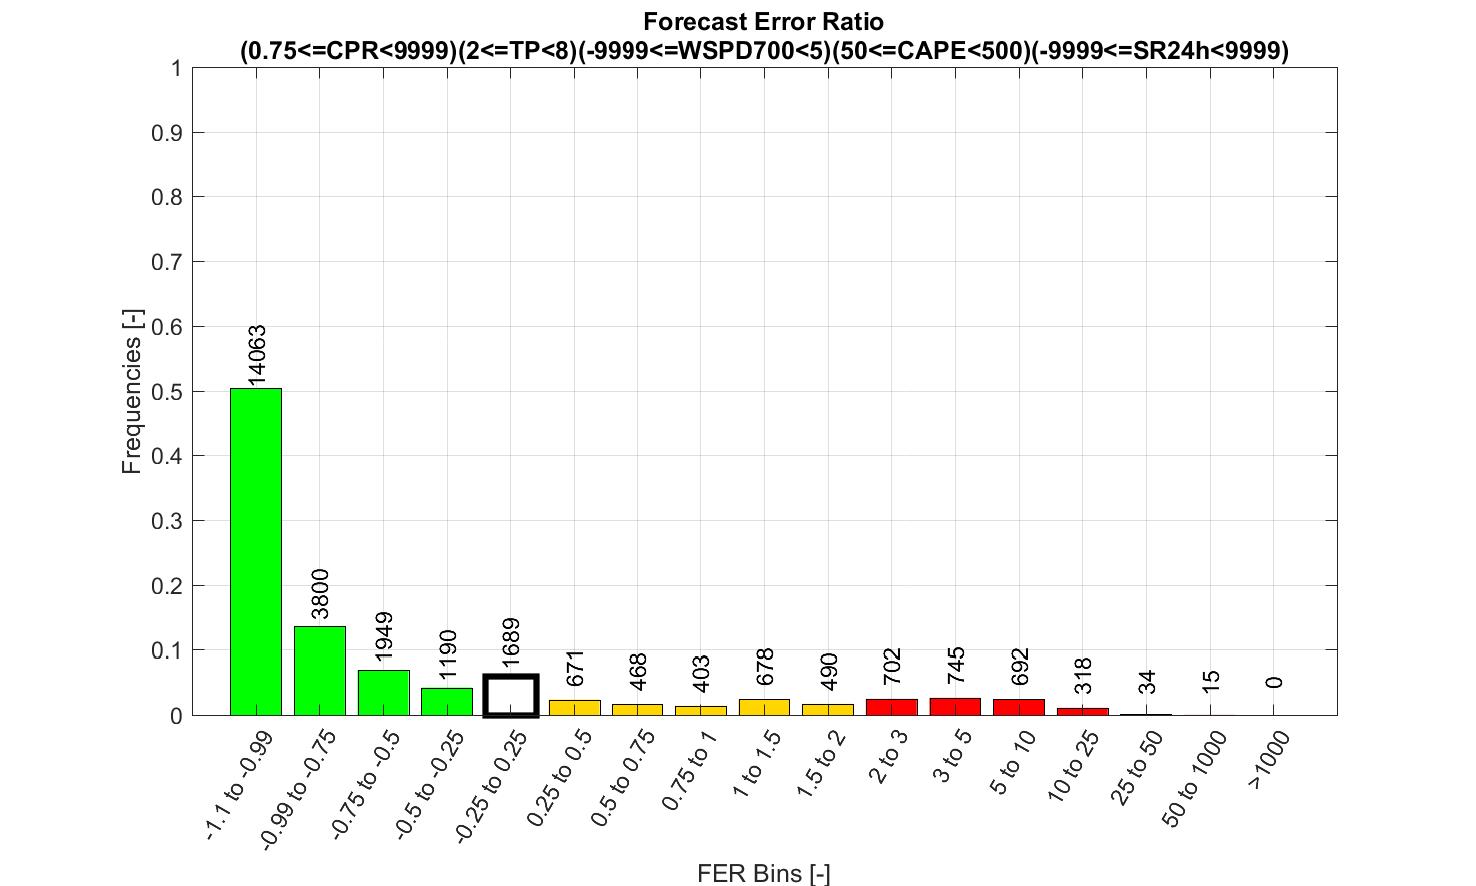 Forecast Error Ratio
(0.75<=CPR<9999)(2<=TP<8)(-9999<=WSPD700<5)(50<=CAPE<500)(-9999<=SR24h<9999)
Frequencies [-]
1
0.9
0.8
0.7
0.6
0.5
0.4
0.3
0.2
0.1
0
14063
3800
1949
1190
1689
671
468
403
678
490
702
745
692
318
34
15
0
-1.1 to -0.99
-0.99 to -0.75
-0.75 to -0.5
-0.5 to -0.25
-0.25 to 0.25
0.25 to 0.5
0.5 to 0.75
0.75 to 1
1 to 1.5
1.5 to 2
2 to 3
3 to 5
5 to 10
10 to 25
25 to 50
50 to 1000
>1000
FER Bins [-]